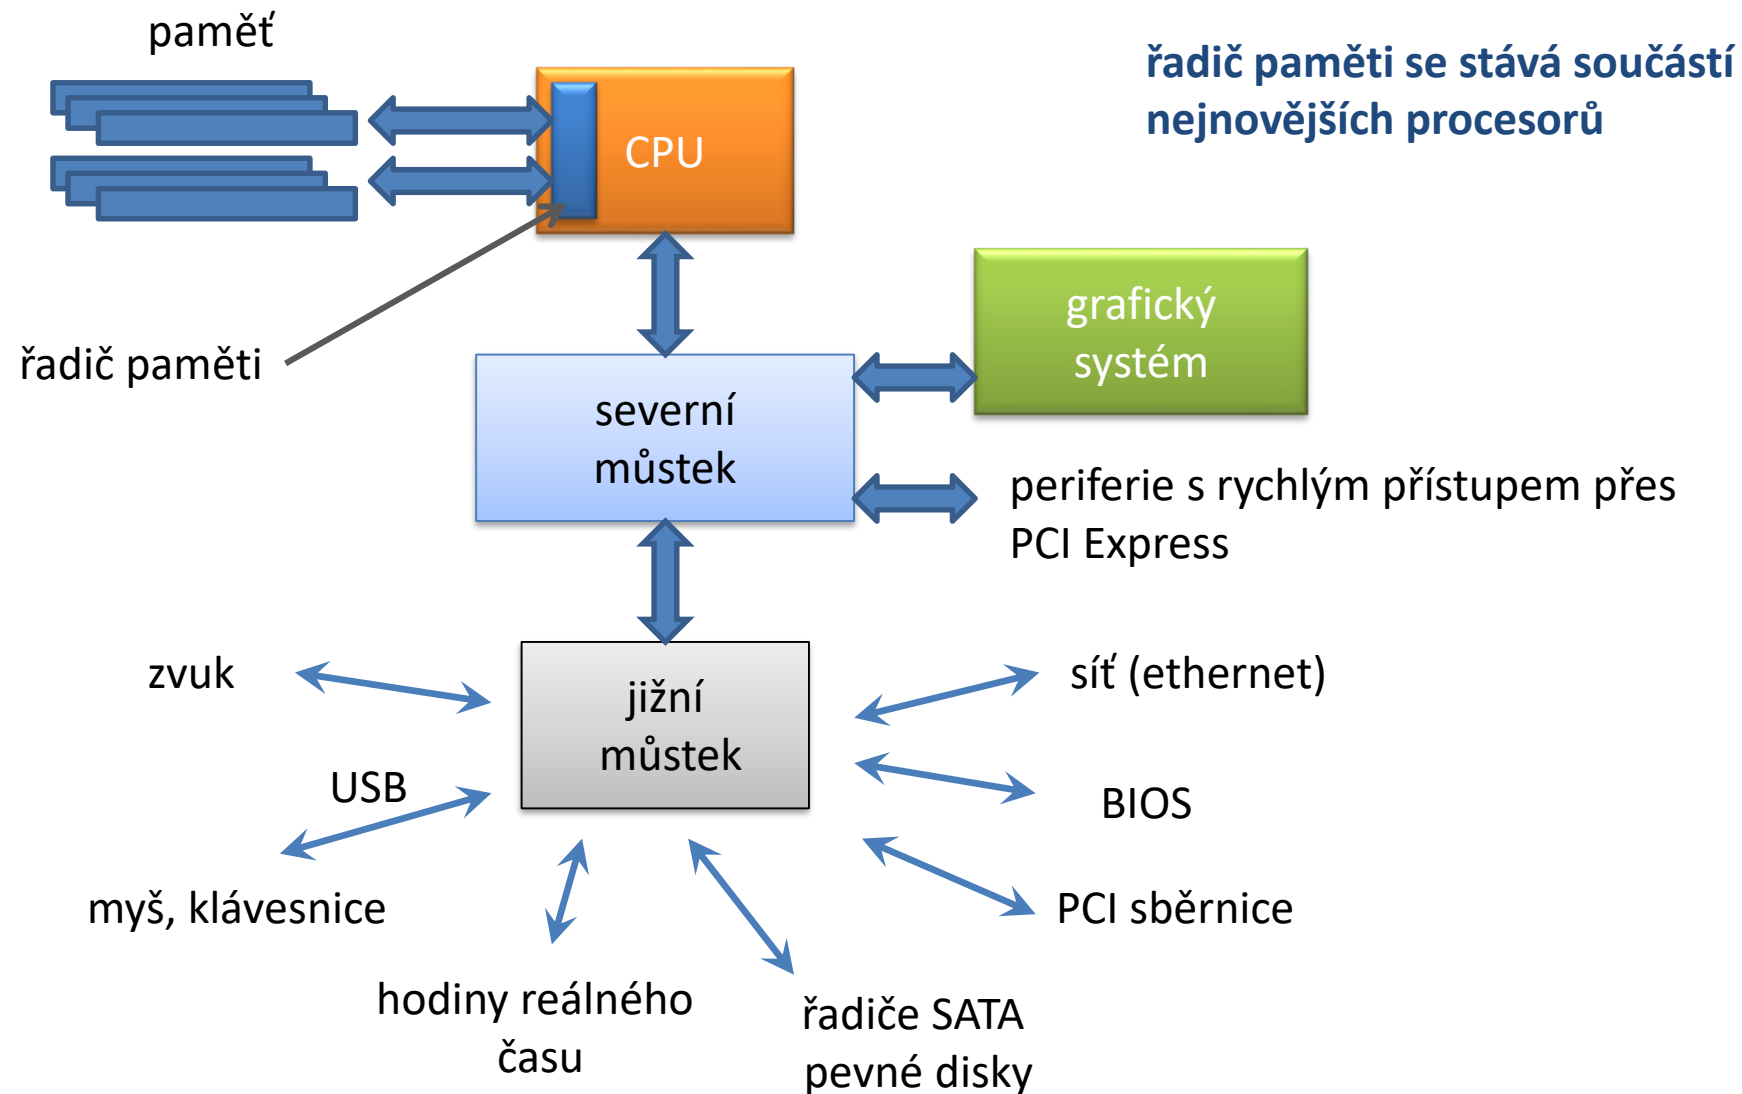 paměť
řadič paměti se stává součástí
nejnovějších procesorů
CPU
grafický
systém
řadič paměti
severní
můstek
periferie s rychlým přístupem přes
PCI Express
zvuk
jižní
můstek
síť (ethernet)
USB
BIOS
myš, klávesnice
PCI sběrnice
hodiny reálného
času
řadiče SATA
pevné disky